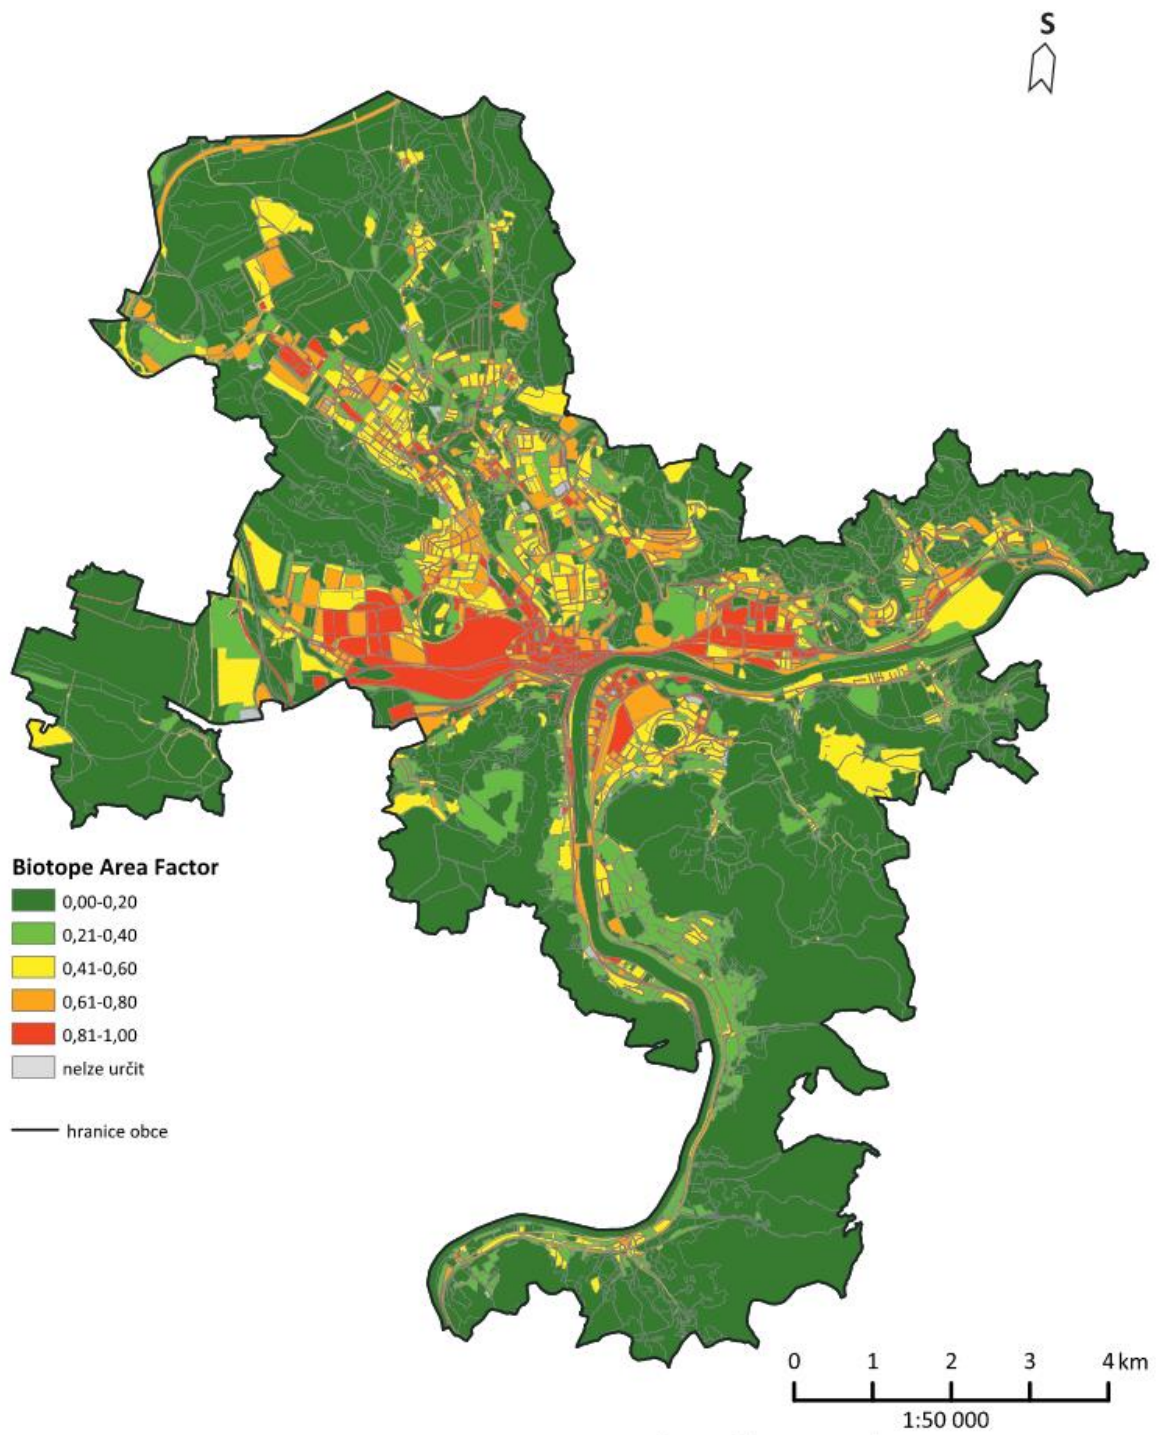 S
Biotope Area Factor
0,00-0,20
0,21-0,40
0,41-0,60
0,61-0,80
0,81-1,00
nelze určit
hranice obce
0 1 2 3 4 km
1:50 000